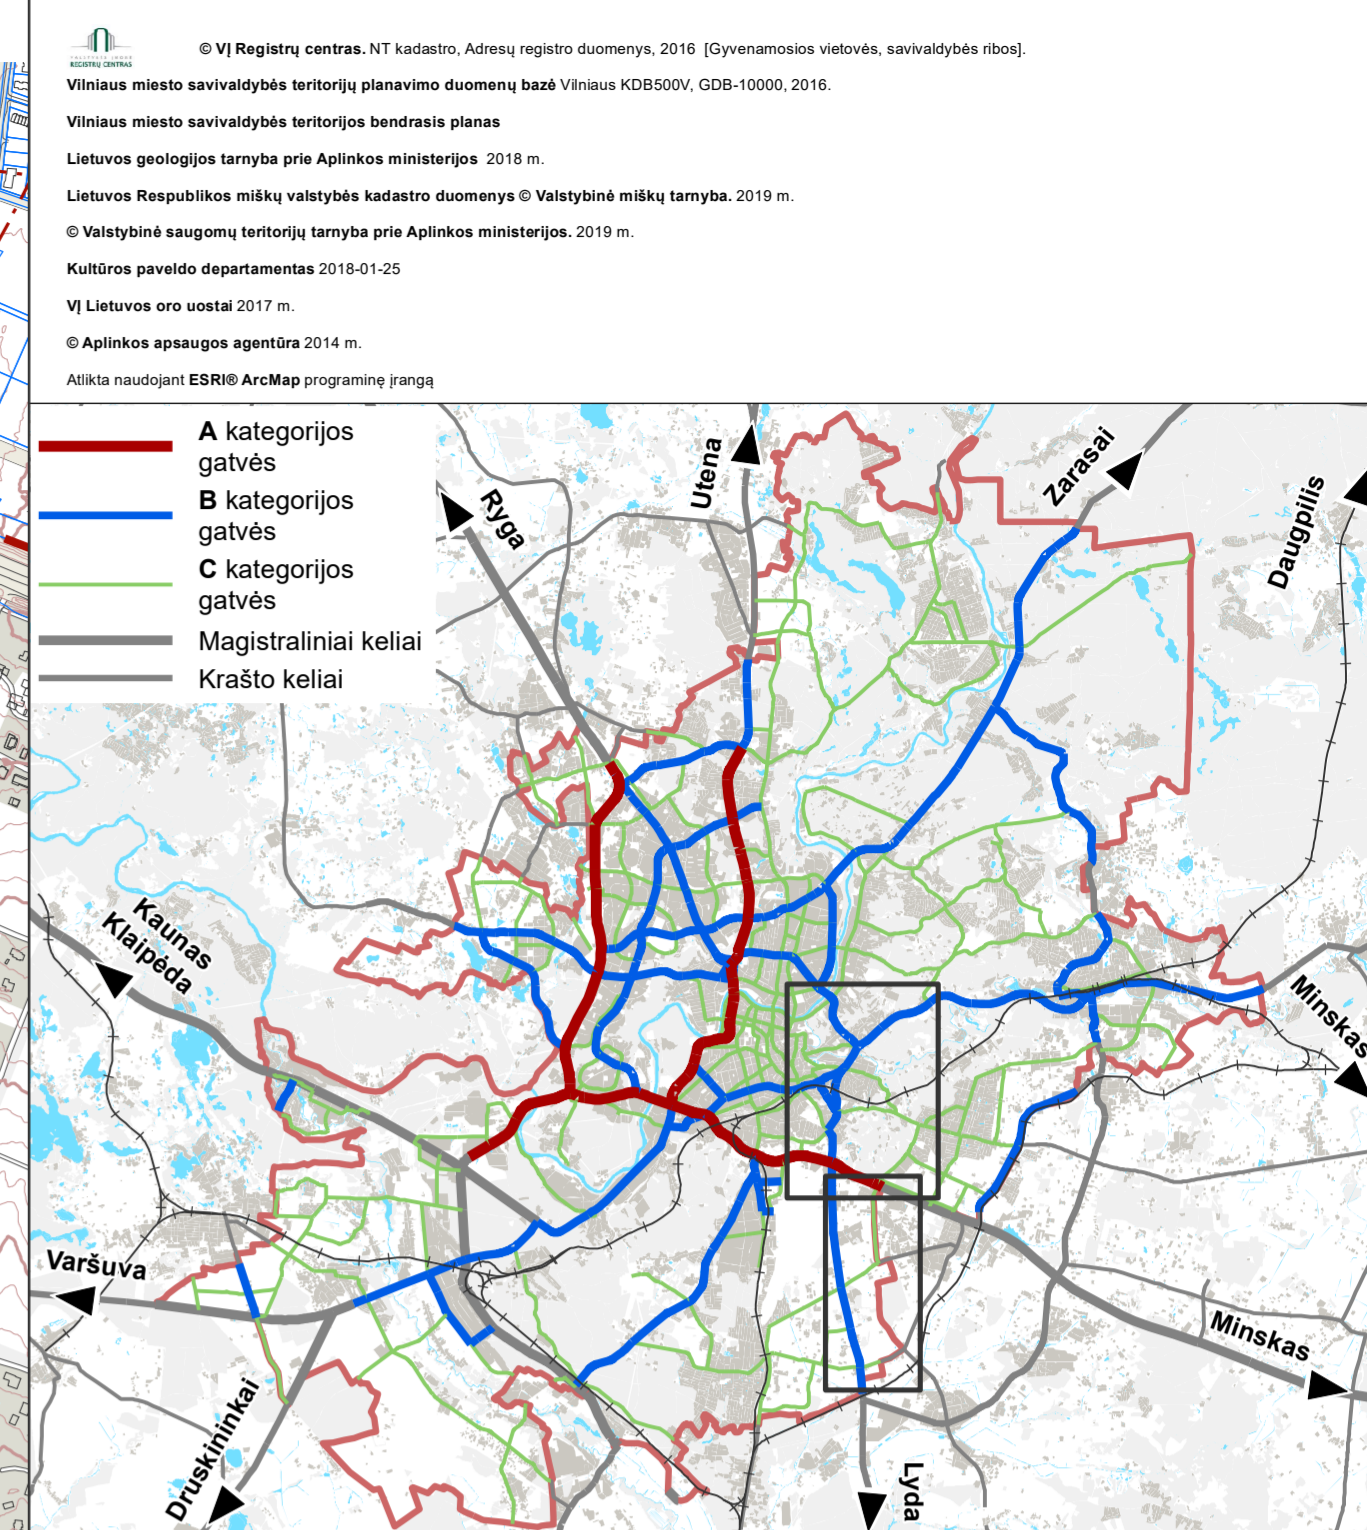 REGISTRŲ CENTRAS
© VĮ Registrų centras. NT kadastro, Adresų registro duomenys, 2016 [Gyvenamosios vietovės, savivaldybės ribos].
Vilniaus miesto savivaldybės teritorijų planavimo duomenų bazė Vilniaus KDB500V, GDB-10000, 2016.
Vilniaus miesto savivaldybės teritorijos bendrasis planas
Lietuvos geologijos tarnyba prie Aplinkos ministerijos 2018 m.
Lietuvos Respublikos miškų valstybės kadastro duomenys © Valstybinė miškų tarnyba. 2019 m.
© Valstybinė saugomų teritorijų tarnyba prie Aplinkos ministerijos. 2019 m.
Kultūros paveldo departamentas 2018-01-25
VĮ Lietuvos oro uostai 2017 m.
© Aplinkos apsaugos agentūra 2014 m.
Atlikta naudojant ESRI® ArcMap programinę įrangą
A kategorijos
gatvės
B kategorijos
gatvės
C kategorijos
gatvės
Magistraliniai keliai
Krašto keliai
Ryga
Utena
Zarasai
Daugpilis
Kaunas
Klaipėda
Minskas
Varšuva
Minskas
Druskininkai
Lyda